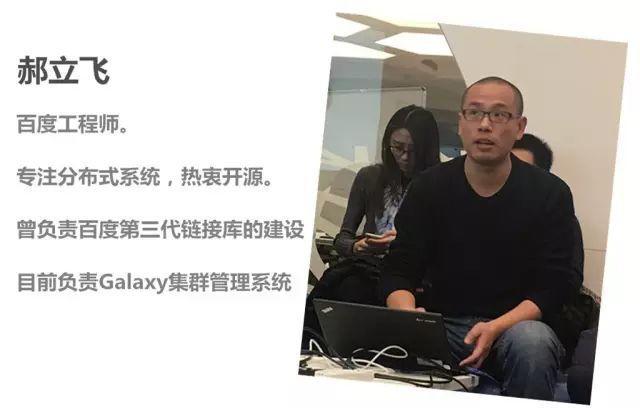 郝立飞
百度工程师。
专注分布式系统，热衷开源。
曾负责百度第三代链接库的建设
目前负责Galaxy集群管理系统